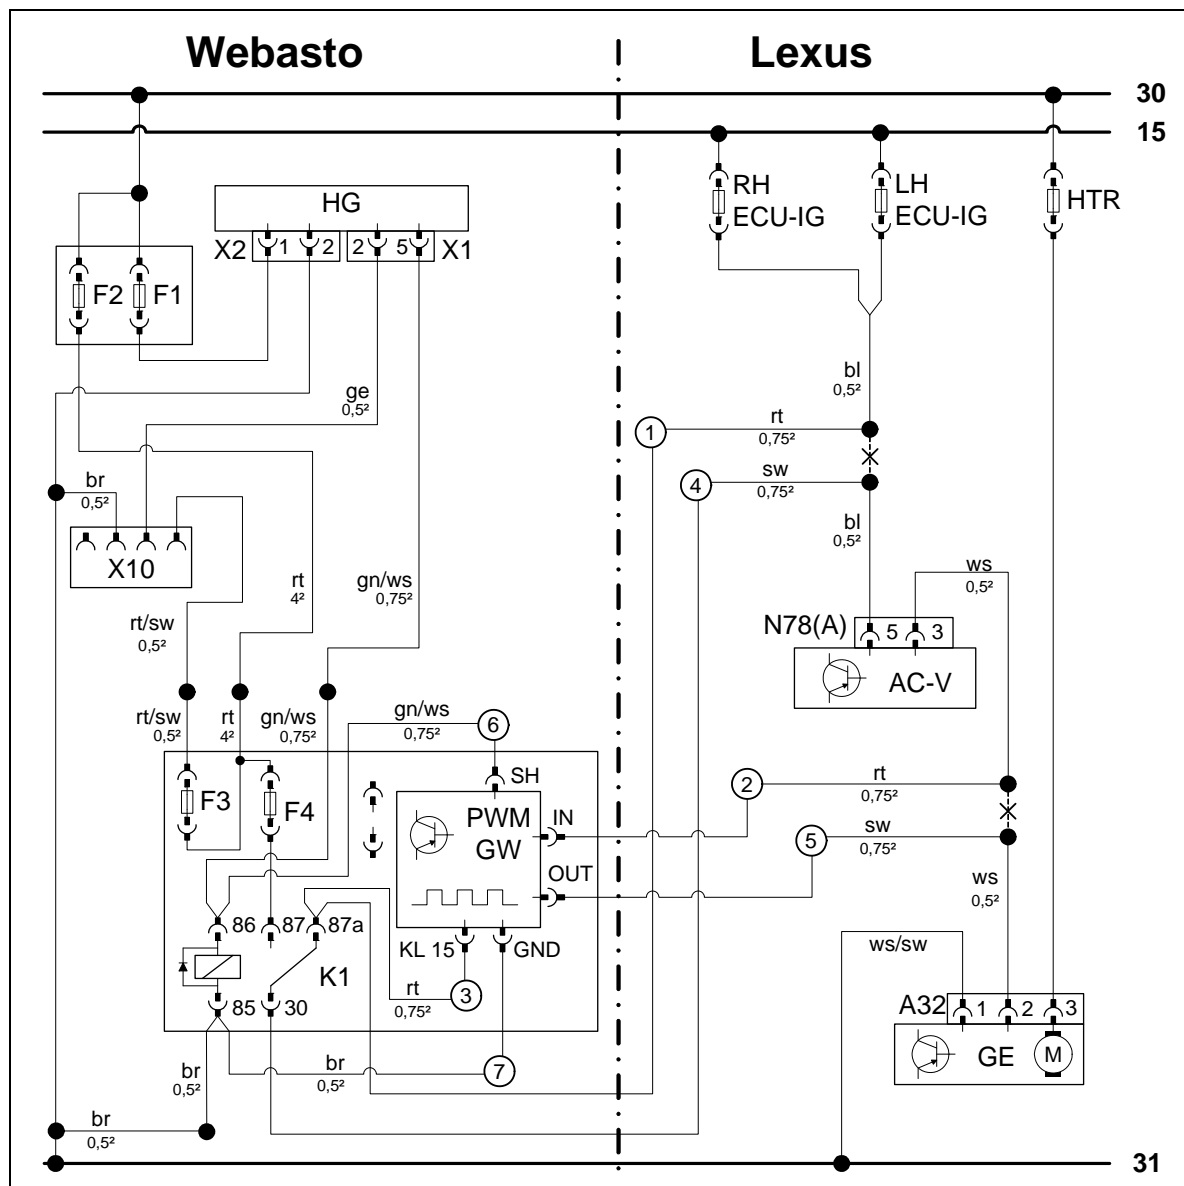 Webasto
Lexus
30
15
HG
X2 1 2 2 5 X1
RH
ECU-IG
LH
ECU-IG
HTR
F2 F1
ge
0,5²
bl
0,5²
1
rt
0,75²
br
0,5²
4
sw
0,75²
X10
bl
0,5²
rt
4²
gn/ws
0,75²
ws
0,5²
rt/sw
0,5²
N78(A) 5 3
AC-V
rt/sw
0,5²
rt
4²
gn/ws
0,75²
gn/ws
0,75²
6
SH
2
rt
0,75²
F3 F4
PWM
GW
IN
OUT
5
sw
0,75²
ws
0,5²
86 87 87a
KL 15 GND
ws/sw
K1
rt
0,75²
3
85 30
A32 1 2 3
GE M
br
0,5²
br
0,5²
7
br
0,5²
31